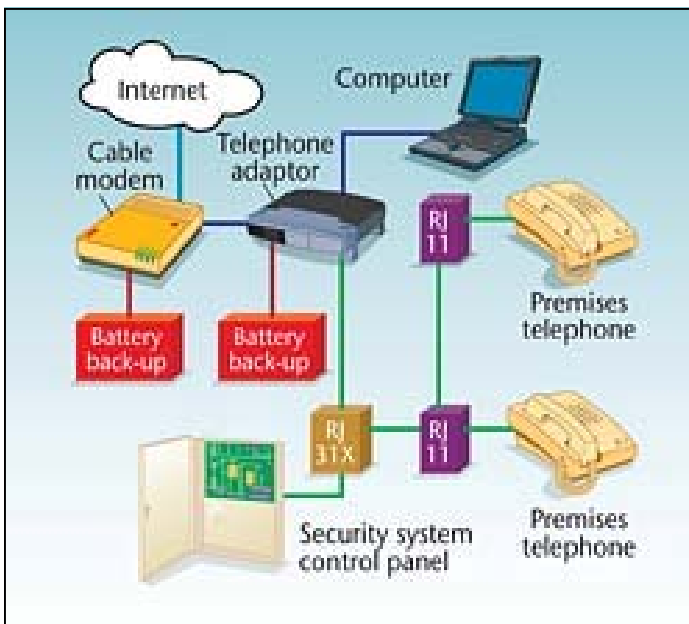 Internet
Computer
Cable
modem
Telephone
adaptor
RJ
11
Premises
telephone
Battery
back-up
Battery
back-up
RJ
31X
RJ
11
Security system
control panel
Premises
telephone